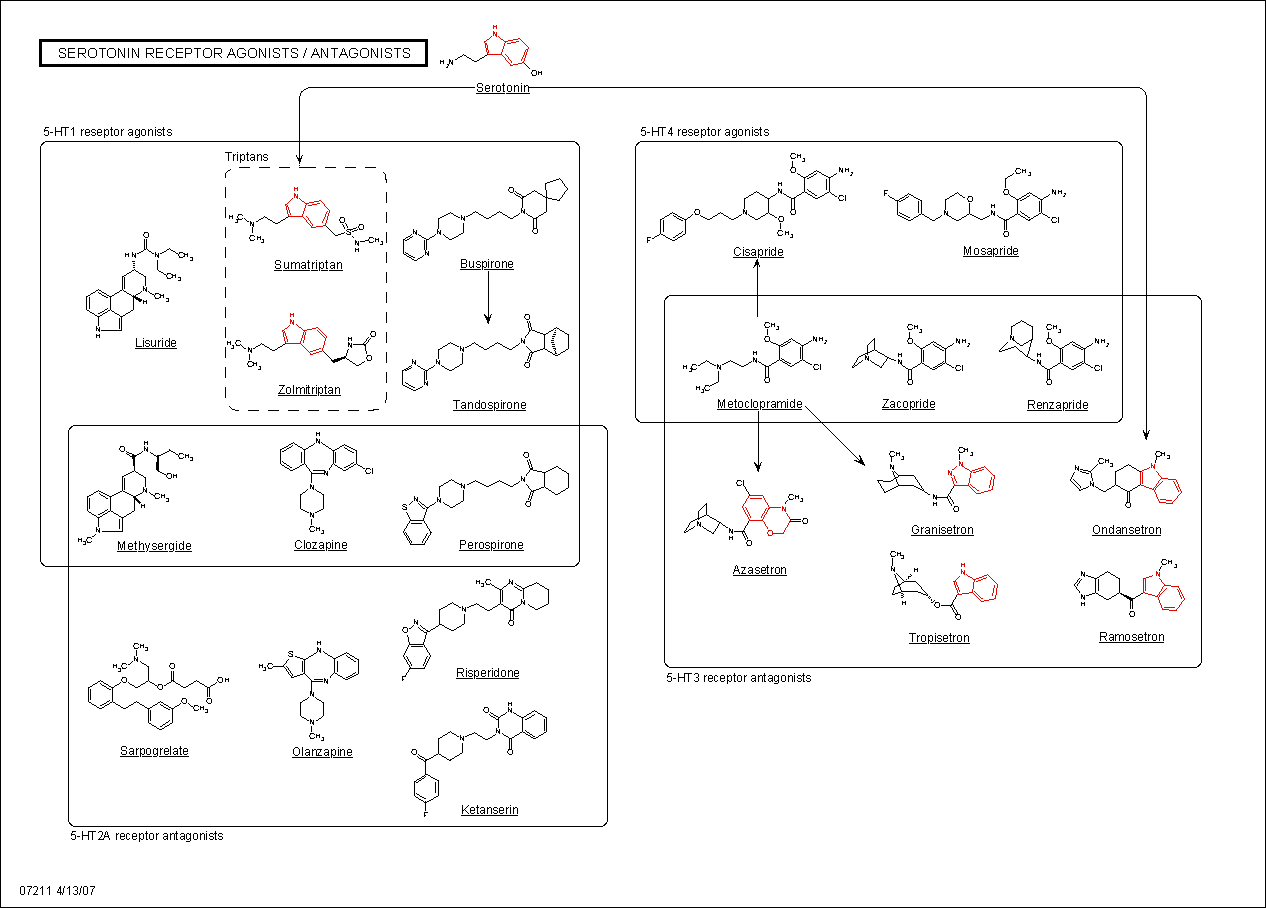 SEROTONIN RECEPTOR AGONISTS / ANTAGONISTS
Serotonin
5-HT1 reseptor agonists
Triptans
Sumatriptan
Buspirone
Lisuride
Zolmitriptan
Tandospirone
Methysergide
Clozapine
Perospirone
Risperidone
Sarpogrelate
Olanzapine
Ketanserin
5-HT2A receptor antagonists
5-HT4 reseptor agonists
Cisapride
Mosapride
Metoclopramide
Zacopride
Renzapride
Azasetron
Granisetron
Ondansetron
Tropisetron
Ramosetron
5-HT3 receptor antagonists
07211 4/13/07